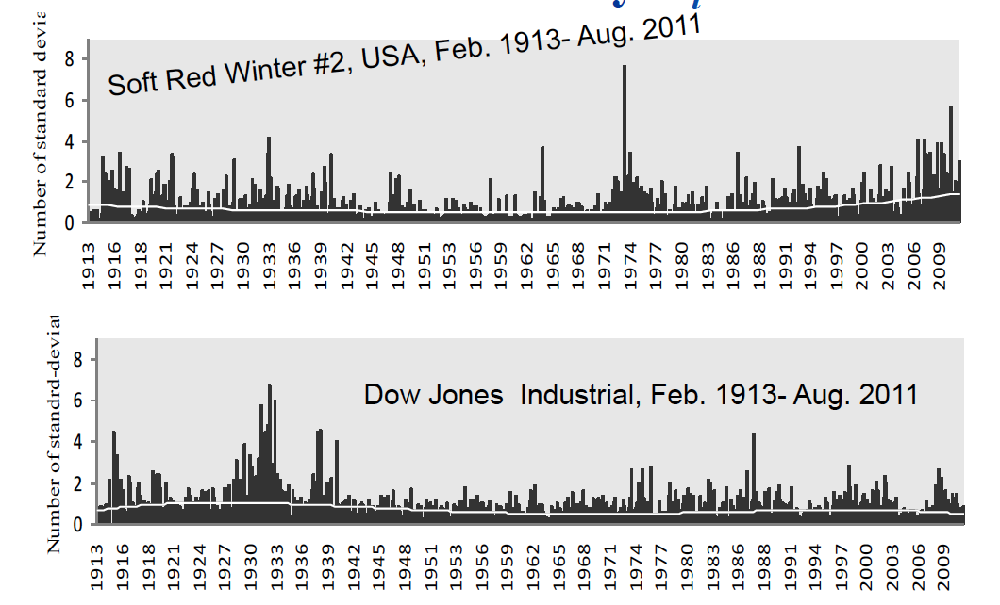 Soft Red Winter #2, USA, Feb. 1913- Aug. 2011
Number of standard
8
6
4
2
0
1913 1916 1918 1921 1924 1927 1930 1933 1936 1939 1942 1945 1948 1951 1953 1956 1959 1962 1965 1968 1971 1974 1977 1980 1983 1986 1988 1991 1994 1997 2000 2003 2006 2009
Dow Jones Industrial, Feb. 1913- Aug. 2011
Number of standrd-devia
8
6
4
2
0
1913 1916 1918 1921 1924 1927 1930 1933 1936 1939 1942 1945 1948 1951 1953 1956 1959 1962 1965 1968 1971 1974 1977 1980 1983 1986 1988 1991 1994 1997 2000 2003 2006 2009